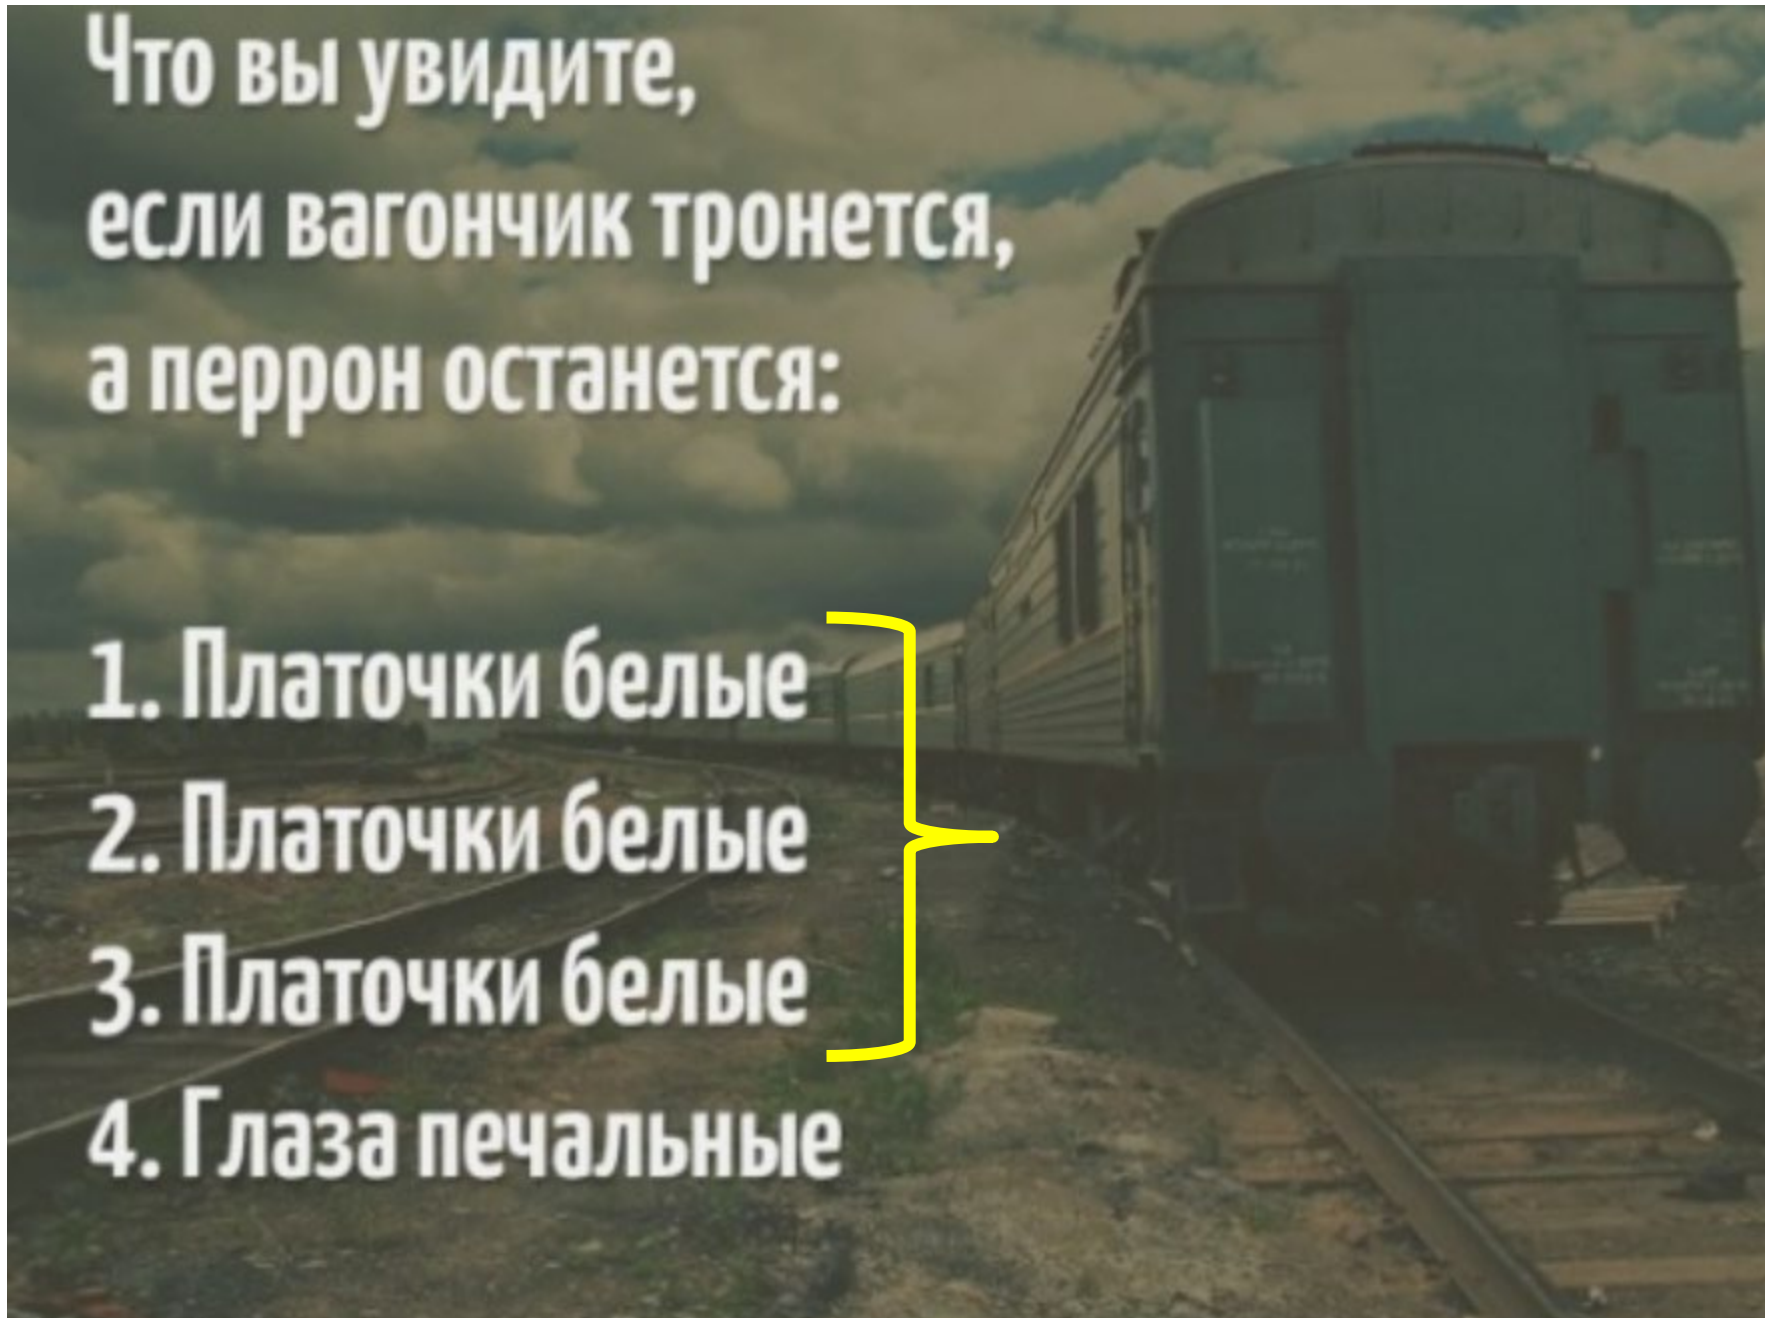 Что вы увидите,
если вагончик тронется,
а перрон останется:
1. Платочки белые
2. Платочки белые
3. Платочки белые
4. Глаза печальные